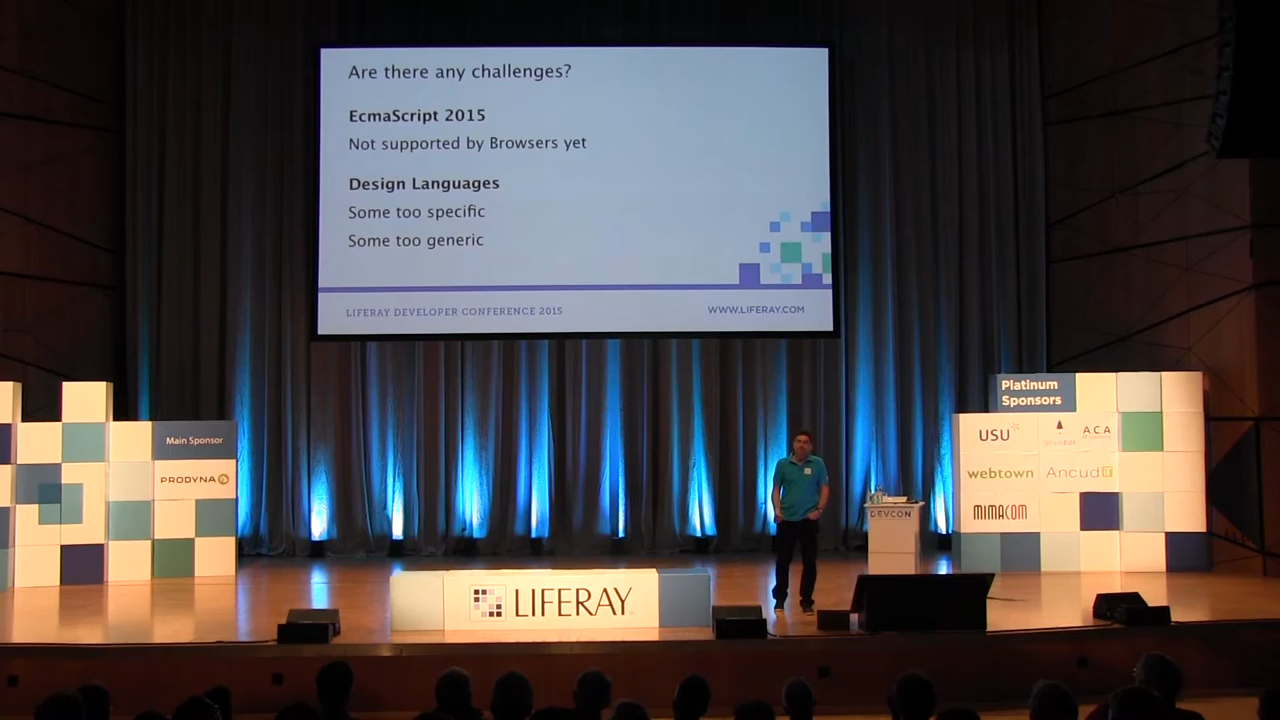 Are there any challenges?
EcmaScript 2015
Not supported by Browsers yet
Design Languages
Some too specific
Some too generic
LIFERAY DEVELOPER CONFERENCE 2015
WWW.LIFERAY.COM
Main Sponsor
PRODYNA
Platinum
Sponsors
USU
ACA
webtown
Ancud IT
MIMACOM
DEVCON
LIFERAY